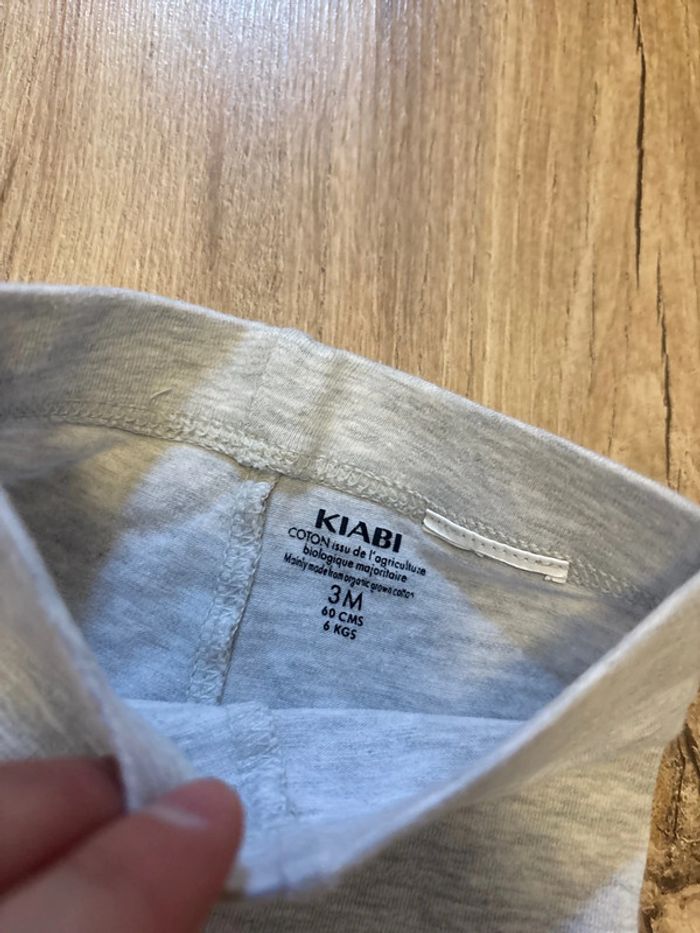 KIABI
COTON issu de l'agriculture
biologique majoritaire
Mainly made from organic grown cotton
3M
60 CMS
6 KGS